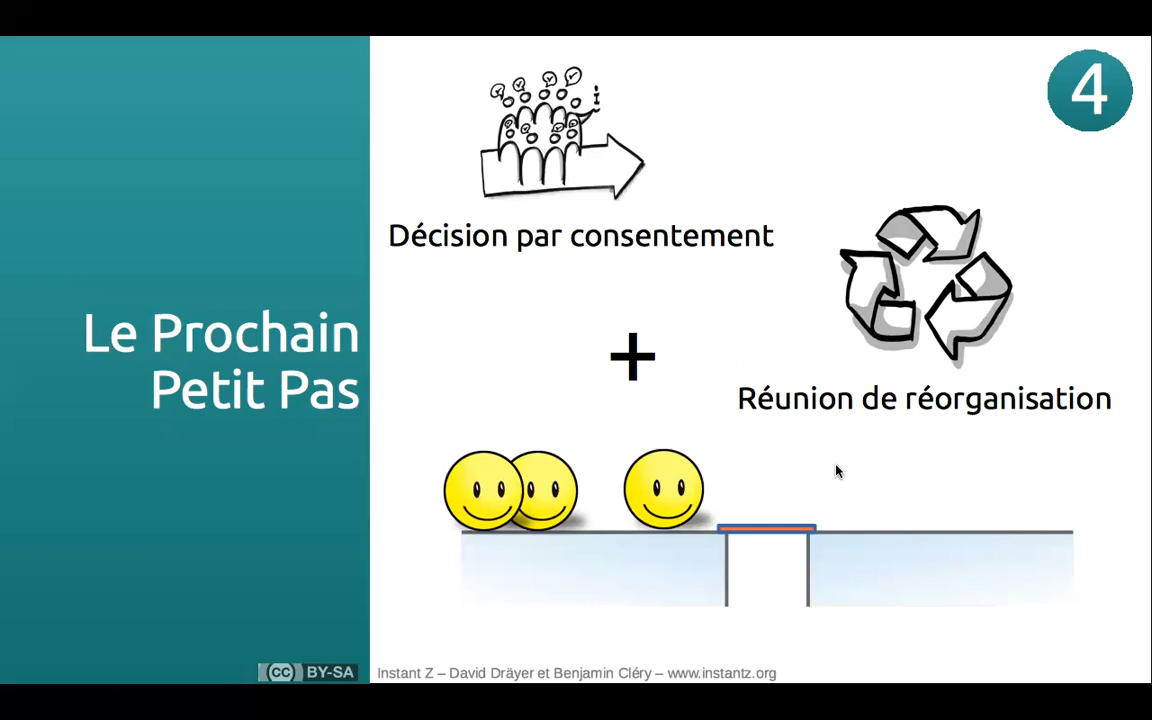 4
Décision par consentement
Le Prochain
Petit Pas
+
Réunion de réorganisation
CC BY-SA
Instant Z – David Dräyer et Benjamin Cléry – www.instantz.org